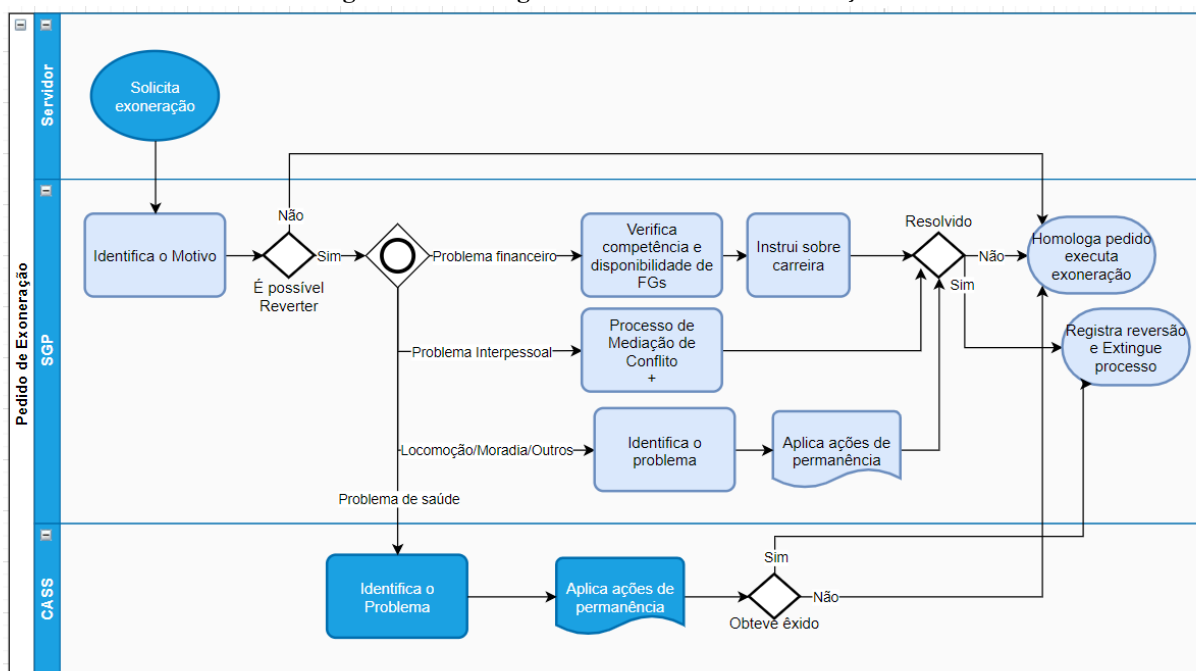 Pedido de Exoneração
Servidor
Solicita
exoneração
SGP
Identifica o Motivo
Não
É possível
Reverter
Sim
Problema financeiro
Verifica
competência e
disponibilidade de
FGs
Instrui sobre
carreira
Resolvido
Não
Sim
Homologa pedido
executa
exoneração
Problema Interpessoal
Processo de
Mediação de
Conflito
+
Registra reversão
e Extingue
processo
Locomoção/Moradia/Outros
Identifica o
problema
Aplica ações de
permanência
Problema de saúde
CASS
Identifica o
Problema
Aplica ações de
permanência
Sim
Não
Obteve êxido